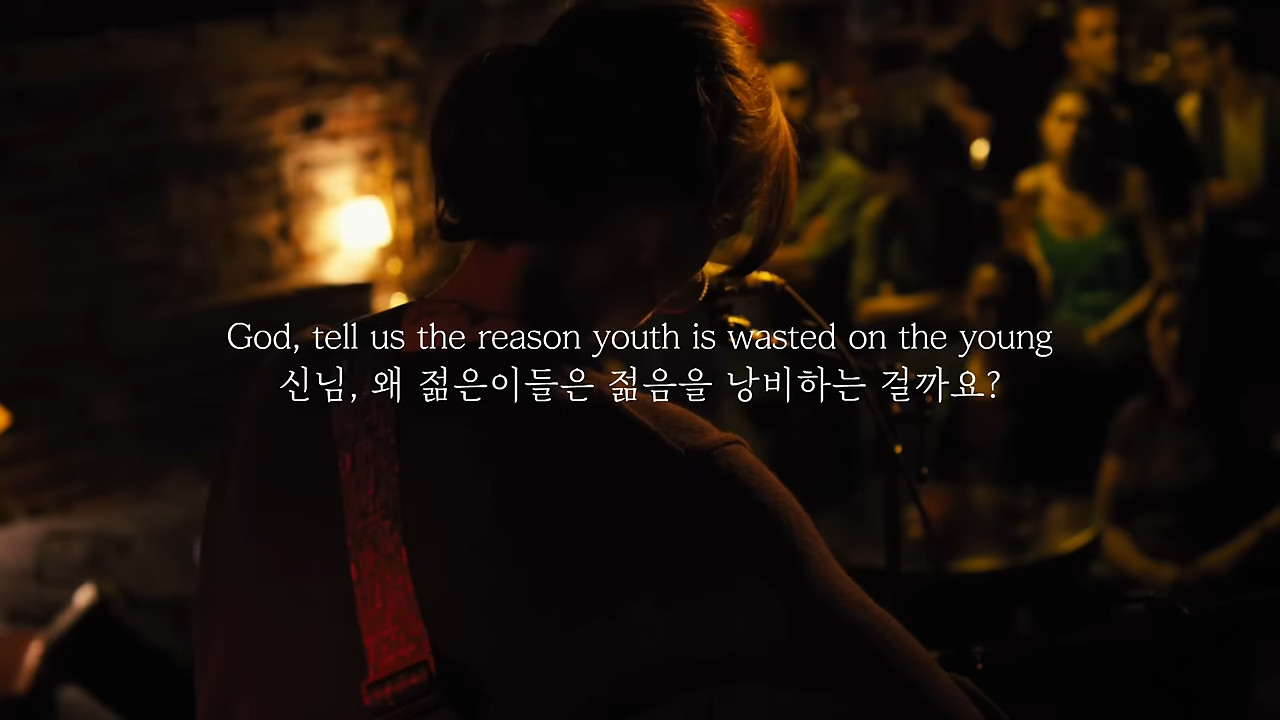 God, tell us the reason youth is wasted on the young
신님, 왜 젊은이들은 젊음을 낭비하는 걸까요?